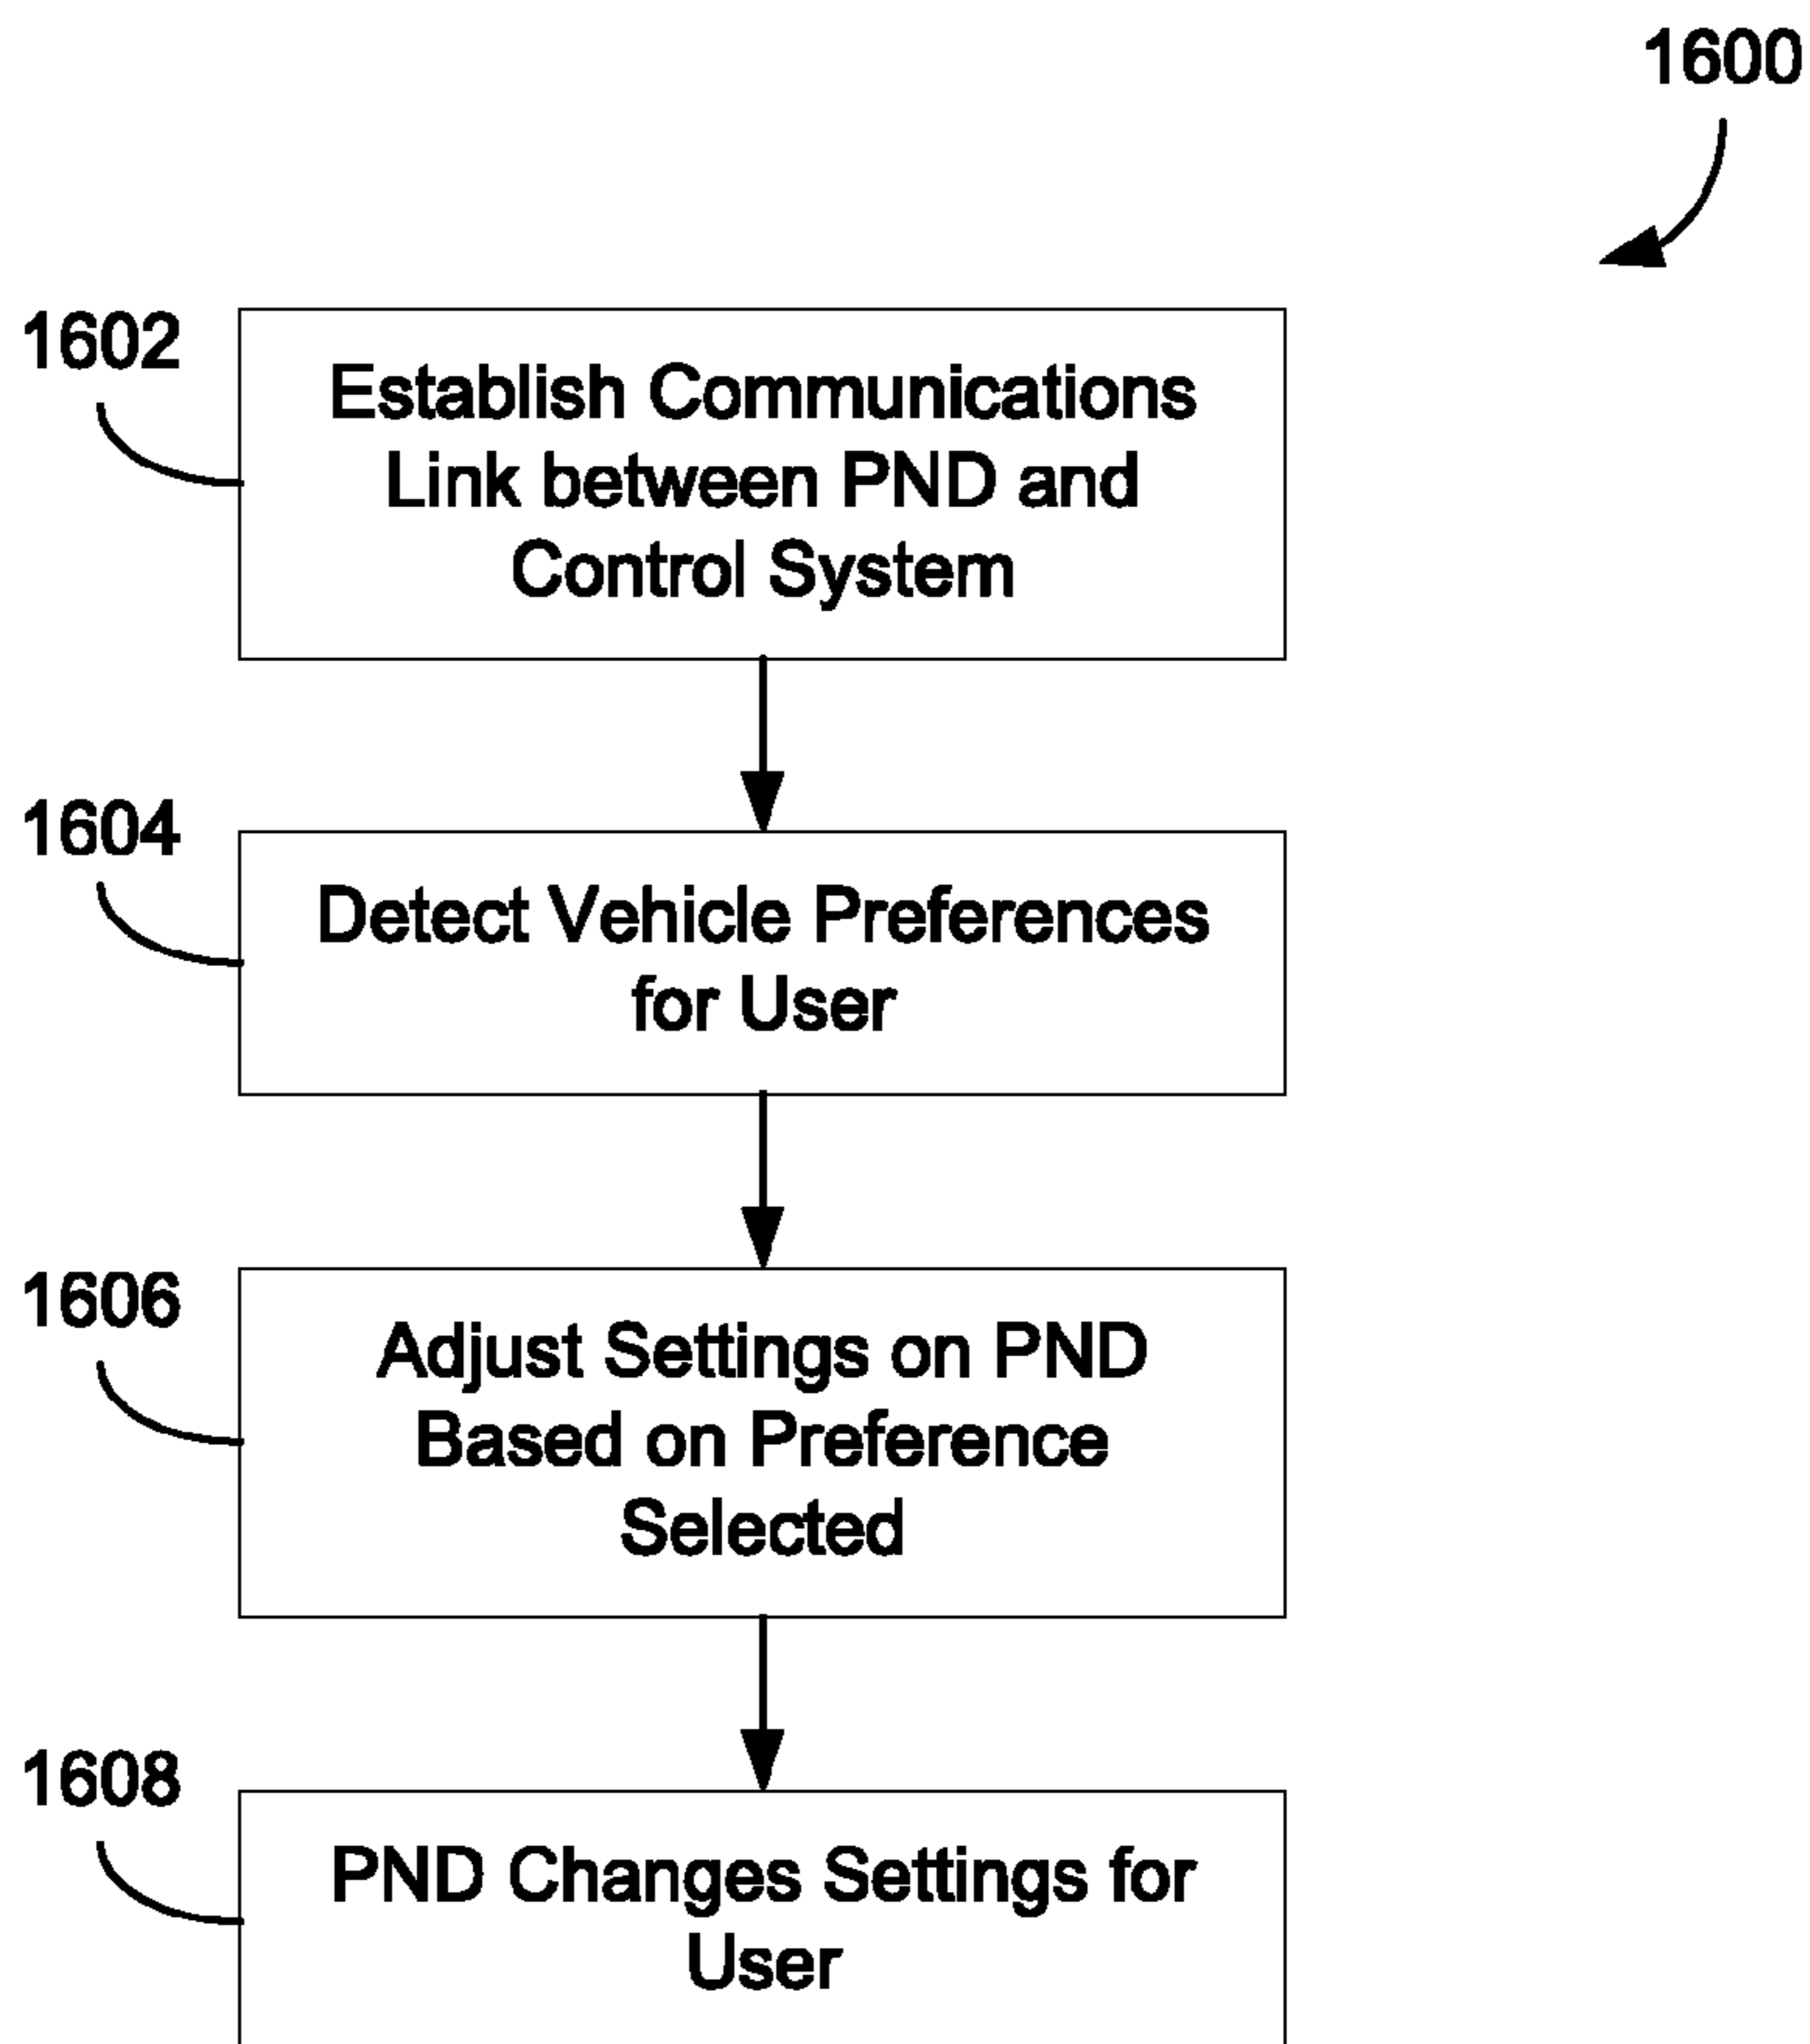 1600
1602
Establish Communications
Link between PND and
Control System
1604
Detect Vehicle Preferences
for User
1606
Adjust Settings on PND
Based on Preference
Selected
1608
PND Changes Settings for
User